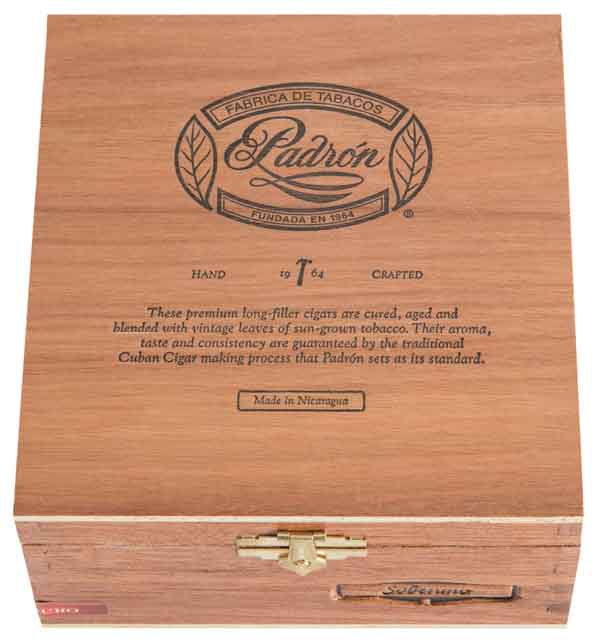 FABRICA DE TABACOS
Padrón
FUNDADA EN 1964
®
HAND 19 64 CRAFTED
These premium long-filler cigars are cured, aged and
blended with vintage leaves of sun-grown tobacco. Their aroma,
taste and consistency are guaranteed by the traditional
Cuban Cigar making process that Padrón sets as its standard.
Made in Nicaragua
Soberano